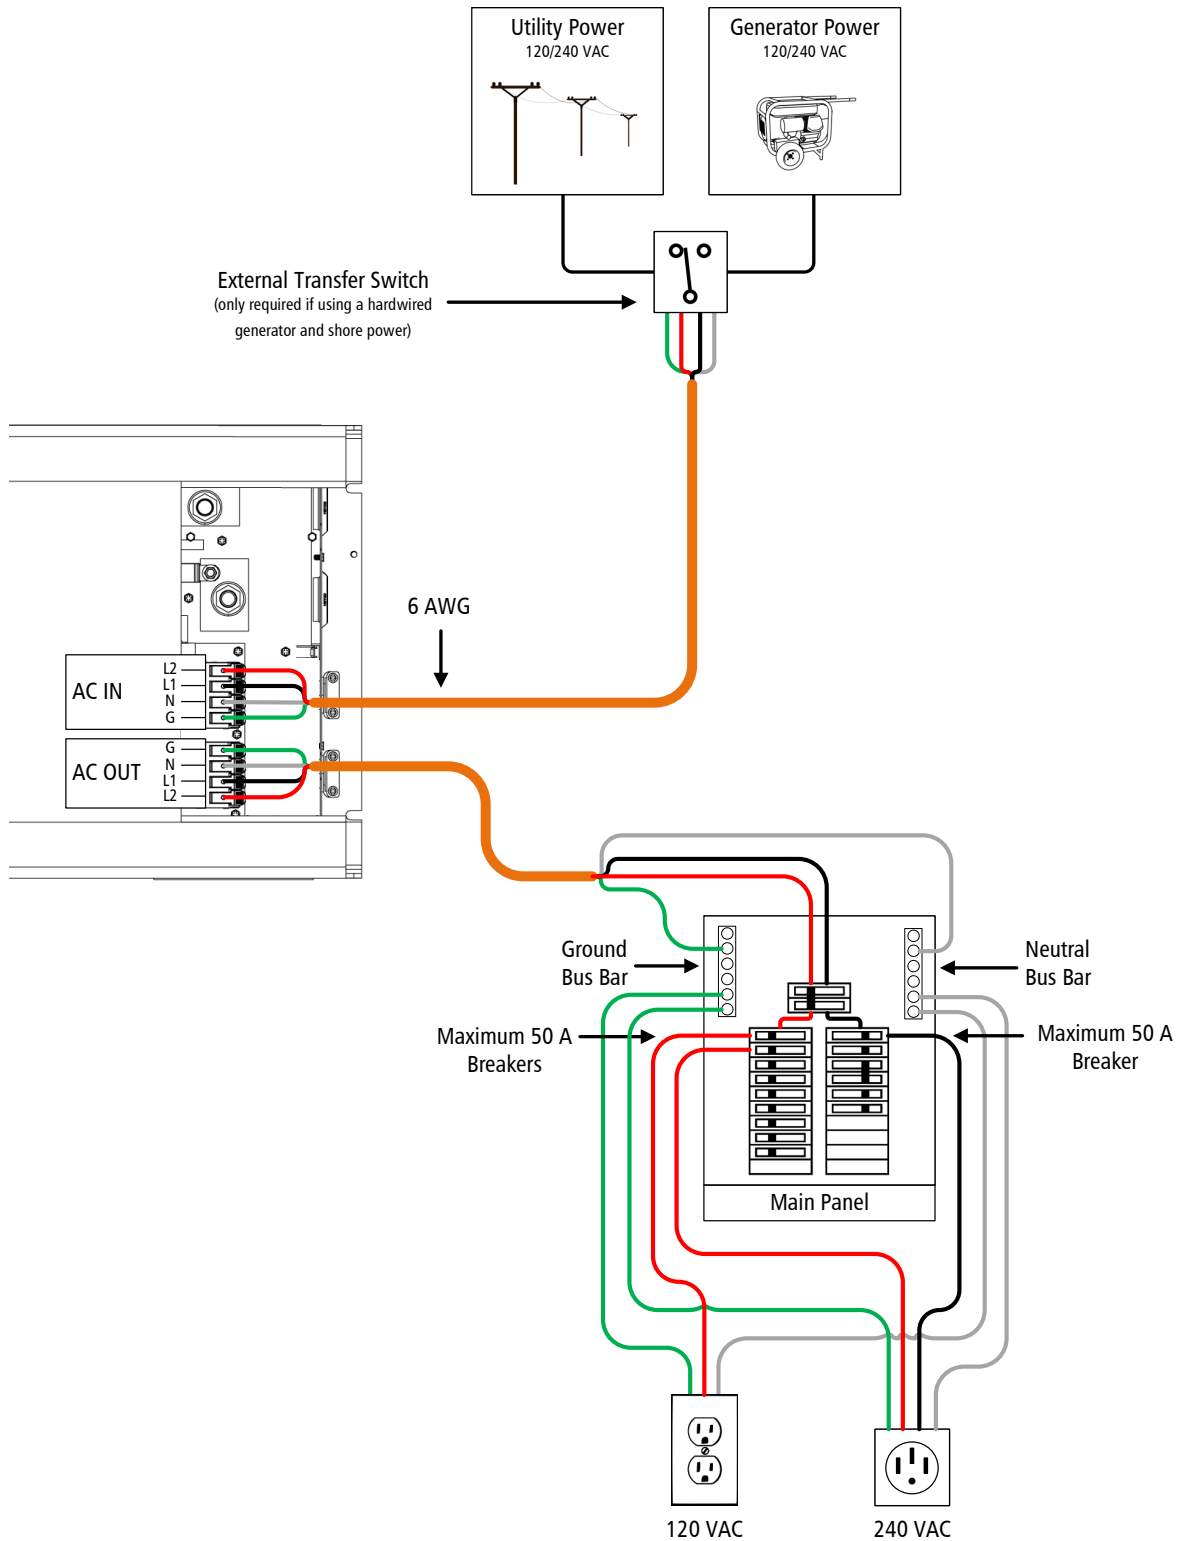 Utility Power
120/240 VAC
Generator Power
120/240 VAC
External Transfer Switch
(only required if using a hardwired
generator and shore power)
6 AWG
AC IN
L2
L1
N
G
AC OUT
G
N
L1
L2
Ground
Bus Bar
Neutral
Bus Bar
Maximum 50 A
Breakers
Maximum 50 A
Breaker
Main Panel
120 VAC
240 VAC